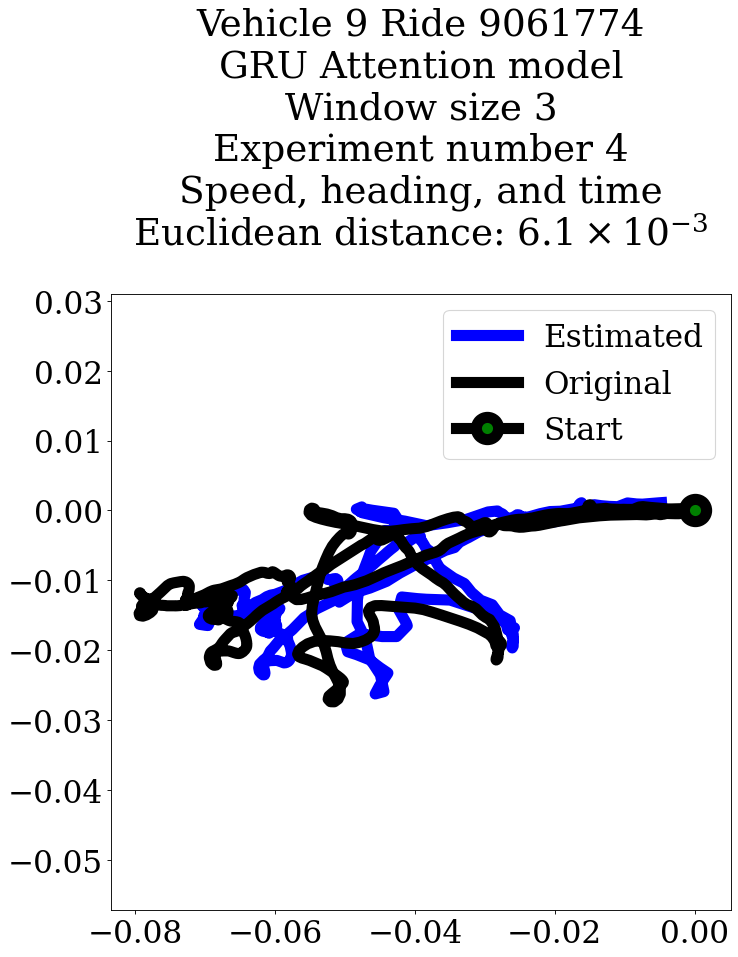 Vehicle 9 Ride 9061774
GRU Attention model
Window size 3
Experiment number 4
Speed, heading, and time
Euclidean distance: 6.1 × 10⁻³
0.03
0.02
0.01
0.00
−0.01
−0.02
−0.03
−0.04
−0.05
Estimated
Original
Start
−0.08
−0.06
−0.04
−0.02
0.00